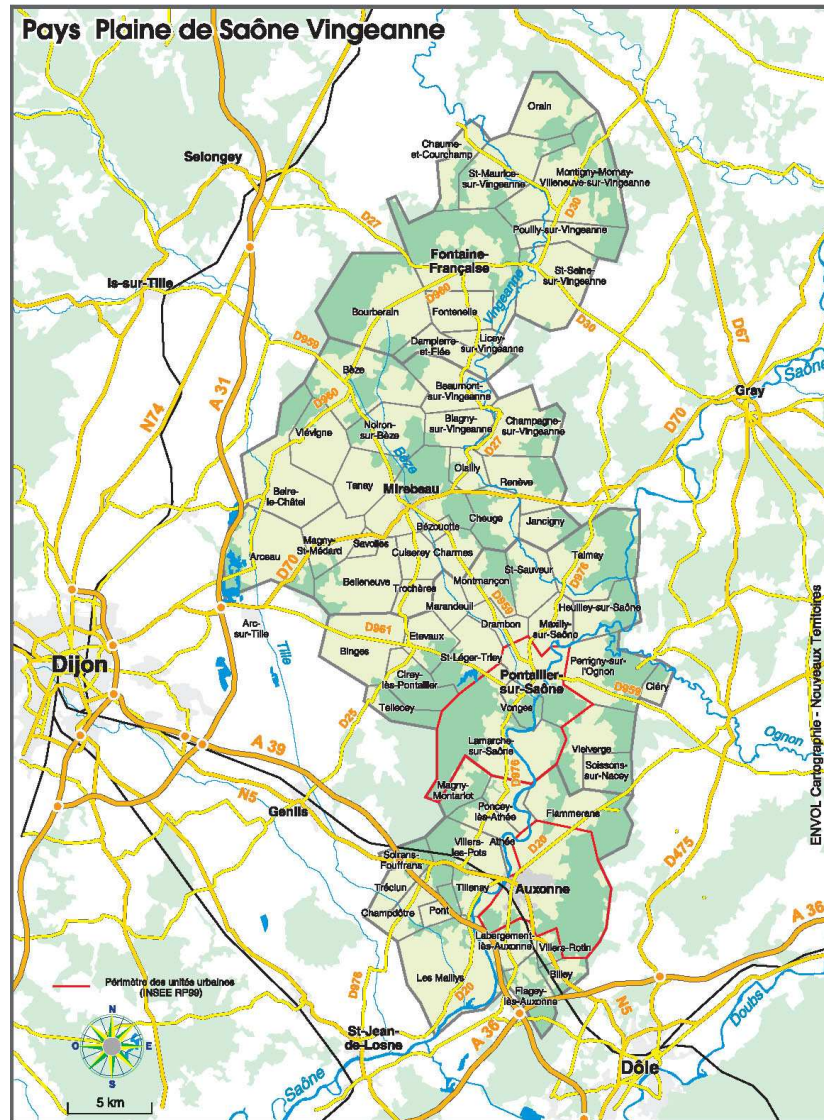 Pays Plaine de Saône Vingeanne
Orain
Chaume-
et-Courchamp
St-Maurice-
sur-Vingeanne
Montigny-Mornay-
Villeneuve-sur-Vingeanne
Selongey
D27
D30
Pouilly-sur-Vingeanne
Fontaine-
Française
St-Seine-
sur-Vingeanne
Is-sur-Tille
D960
Vingeanne
Bourberain
Fontenelle
D30
D67
D959
Dampierre-
et-Flée
Licey-
sur-Vingeanne
A 31
N74
Bèze
Saône
Gray
D960
Beaumont-
sur-Vingeanne
D70
Viévigne
Noiron-
sur-Bèze
Blagny-
sur-Vingeanne
Champagne-
sur-Vingeanne
D27
Bèze
Oisilly
Beire-
le-Châtel
Tanay
Mirebeau
Renève
Bézouotte
Cheuge
Jancigny
Magny-
St-Médard
Savolles
Arceau
D70
Cuiserey
Charmes
Talmay
D976
Belleneuve
Trochères
Montmançon
St-Sauveur
Marandeuil
D959
Heuilley-sur-Saône
Arc-
sur-Tille
Tille
D961
Drambon
Maxilly-
sur-Saône
Binges
Etevaux
St-Léger-Triey
Dijon
Cirey-
lès-Pontailler
Pontailler-
sur-Saône
Perrigny-sur-
l'Ognon
Cléry
D959
Tellecey
Vonges
D25
Ognon
A 39
Lamarche-
sur-Saône
Vielverge
D976
Soissons-
sur-Nacey
N5
Magny-
Montarlot
Genlis
Poncey-
lès-Athée
Flammerans
Villers-
les-Pots
Athée
D20
Soirans-
Fouffrans
D475
Tréclun
Tillenay
Auxonne
Champdôtre
Pont
A 36
Labergement-
lès-Auxonne
Villers-Rotin
Les Maillys
Billey
D976
D20
Flagey-
lès-Auxonne
N5
Doubs
St-Jean-
de-Losne
A 36
Saône
Dôle
Périmètre des unités urbaines
(INSEE RP99)
N
O
E
S
5 km
ENVOL Cartographie - Nouveaux Territoires